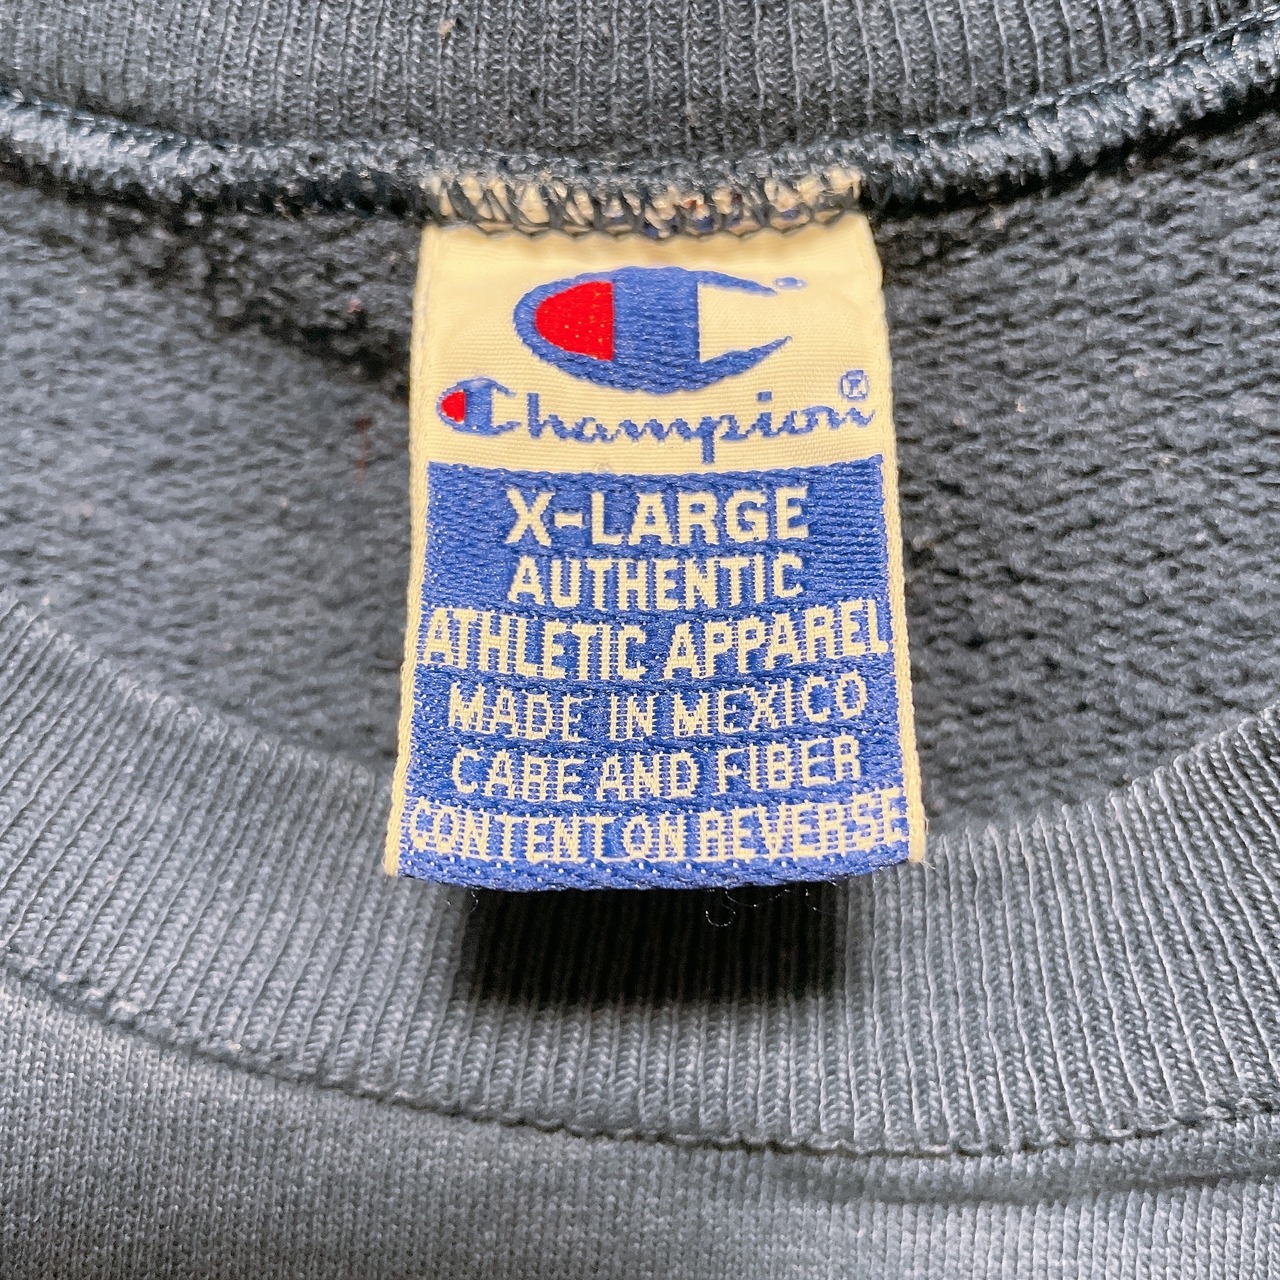 Champion®
X-LARGE
AUTHENTIC
ATHLETIC APPAREL
MADE IN MEXICO
CARE AND FIBER
CONTENT ON REVERSE